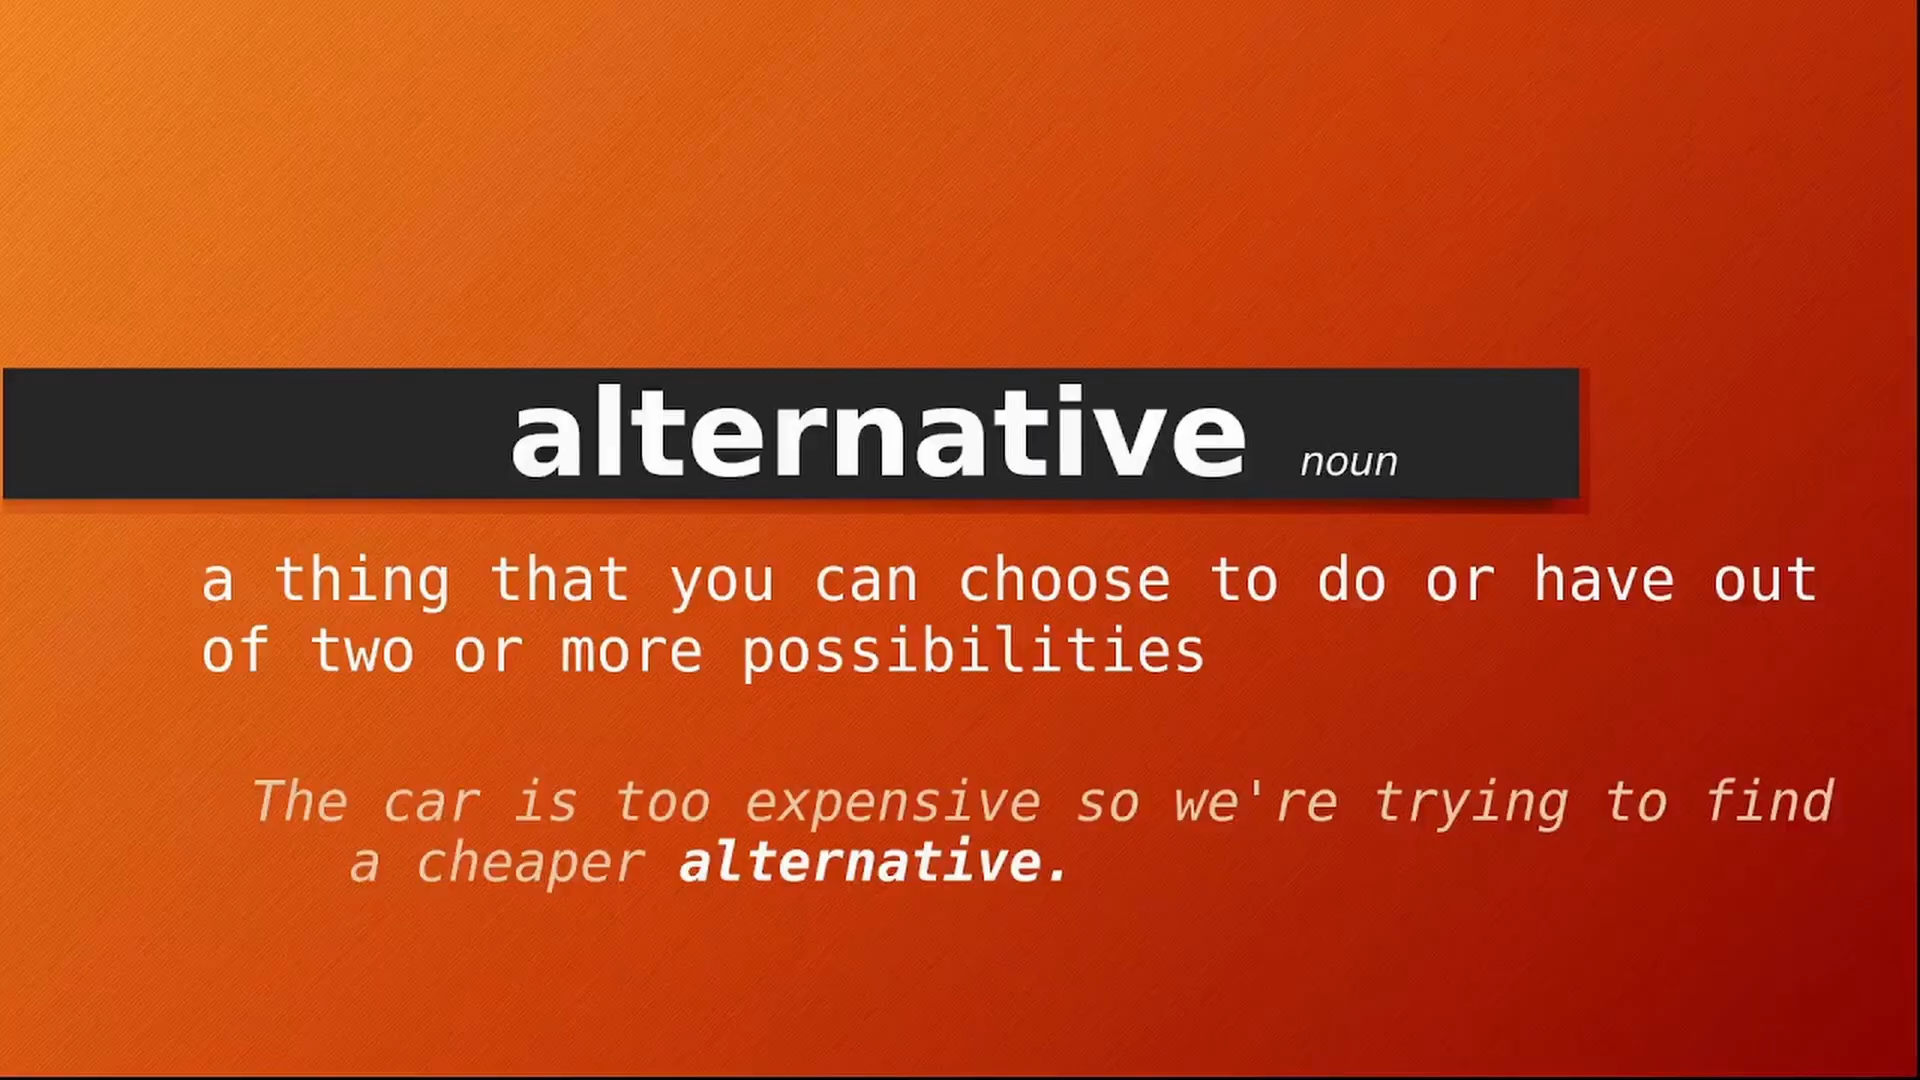 alternative noun
a thing that you can choose to do or have out
of two or more possibilities
The car is too expensive so we're trying to find
a cheaper alternative.